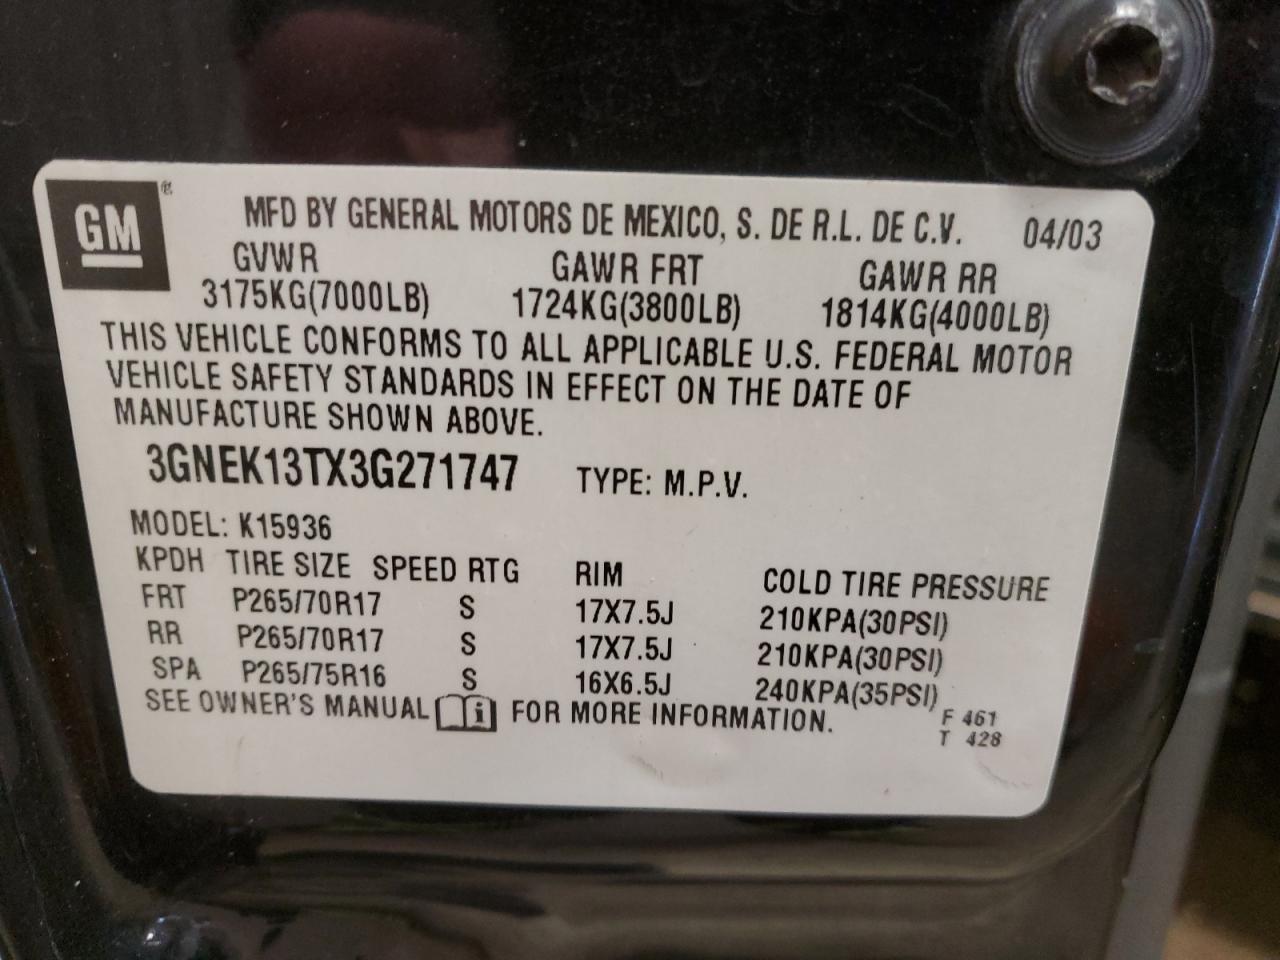 GM ®
MFD BY GENERAL MOTORS DE MEXICO, S. DE R.L. DE C.V. 04/03
GVWR GAWR FRT GAWR RR
3175KG(7000LB) 1724KG(3800LB) 1814KG(4000LB)
THIS VEHICLE CONFORMS TO ALL APPLICABLE U.S. FEDERAL MOTOR
VEHICLE SAFETY STANDARDS IN EFFECT ON THE DATE OF
MANUFACTURE SHOWN ABOVE.
3GNEK13TX3G271747 TYPE: M.P.V.
MODEL: K15936
KPDH TIRE SIZE SPEED RTG RIM COLD TIRE PRESSURE
FRT P265/70R17 S 17X7.5J 210KPA(30PSI)
RR P265/70R17 S 17X7.5J 210KPA(30PSI)
SPA P265/75R16 S 16X6.5J 240KPA(35PSI)
SEE OWNER'S MANUAL i FOR MORE INFORMATION.
F 461
T 428